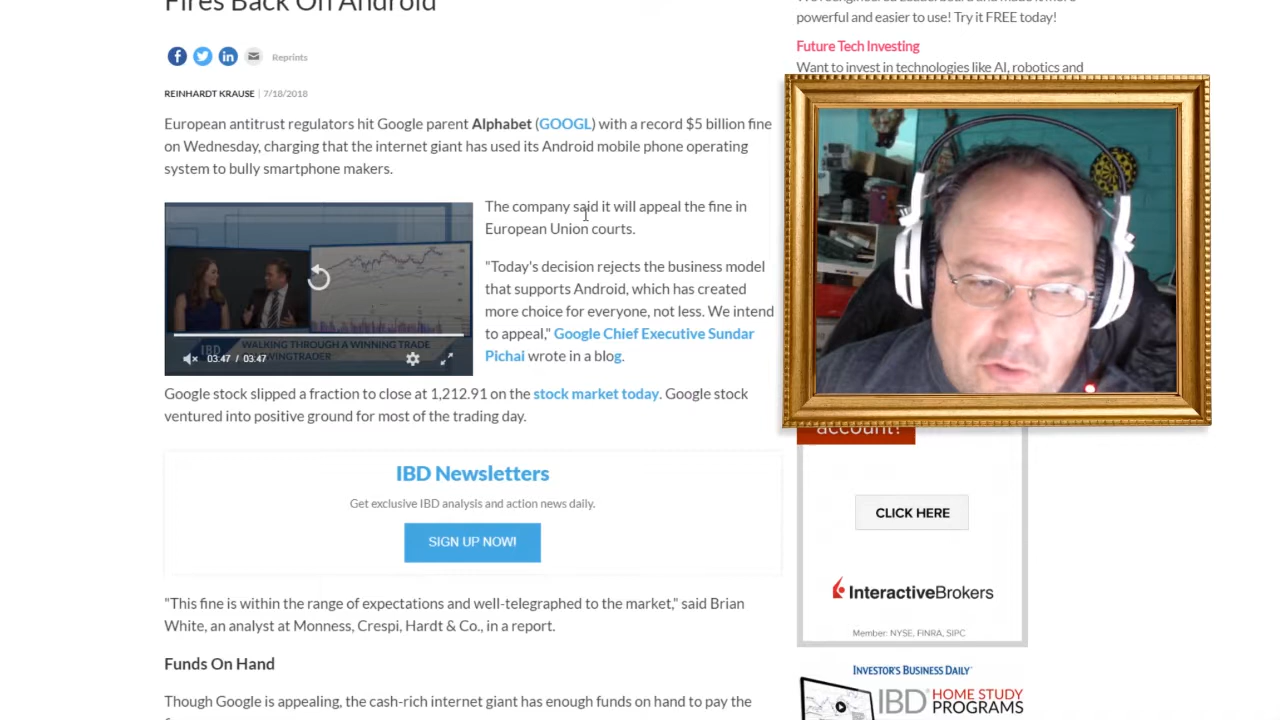 Fires Back On Android
We reengineered Leaderboard and made it more
powerful and easier to use! Try it FREE today!
Future Tech Investing
Want to invest in technologies like AI, robotics and
f
in
Reprints
REINHARDT KRAUSE | 7/18/2018
European antitrust regulators hit Google parent Alphabet (GOOGL) with a record $5 billion fine
on Wednesday, charging that the internet giant has used its Android mobile phone operating
system to bully smartphone makers.
The company said it will appeal the fine in
European Union courts.
"Today's decision rejects the business model
that supports Android, which has created
more choice for everyone, not less. We intend
to appeal," Google Chief Executive Sundar
Pichai wrote in a blog.
IBD
WALKING THROUGH A WINNING TRADE
WINGTRADER
03:47 / 03:47
Google stock slipped a fraction to close at 1,212.91 on the stock market today. Google stock
ventured into positive ground for most of the trading day.
IBD Newsletters
Get exclusive IBD analysis and action news daily.
SIGN UP NOW!
"This fine is within the range of expectations and well-telegraphed to the market," said Brian
White, an analyst at Monness, Crespi, Hardt & Co., in a report.
Funds On Hand
Though Google is appealing, the cash-rich internet giant has enough funds on hand to pay the
account?
CLICK HERE
InteractiveBrokers
Member: NYSE, FINRA, SIPC
INVESTOR'S BUSINESS DAILY
IBD HOME STUDY
PROGRAMS